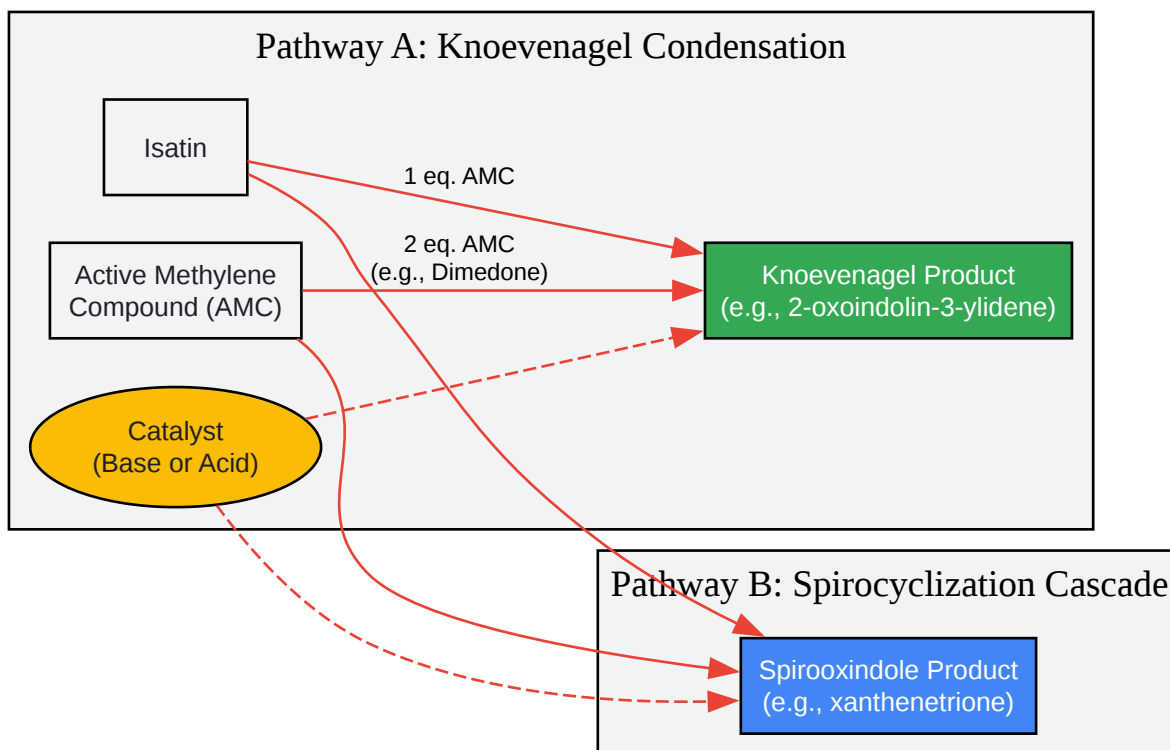 Pathway A: Knoevenagel Condensation
Isatin
1 eq. AMC
2 eq. AMC
(e.g., Dimedone)
Active Methylene
Compound (AMC)
Knoevenagel Product
(e.g., 2-oxoindolin-3-ylidene)
Catalyst
(Base or Acid)
Pathway B: Spirocyclization Cascade
Spirooxindole Product
(e.g., xanthenetrione)